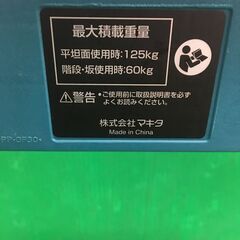 最大積載重量
平坦面使用時：125kg
階段・坂使用時：60kg
警告・ご使用前に取扱説明書を必ず
よくお読みください。
株式会社 マキタ
Made in China